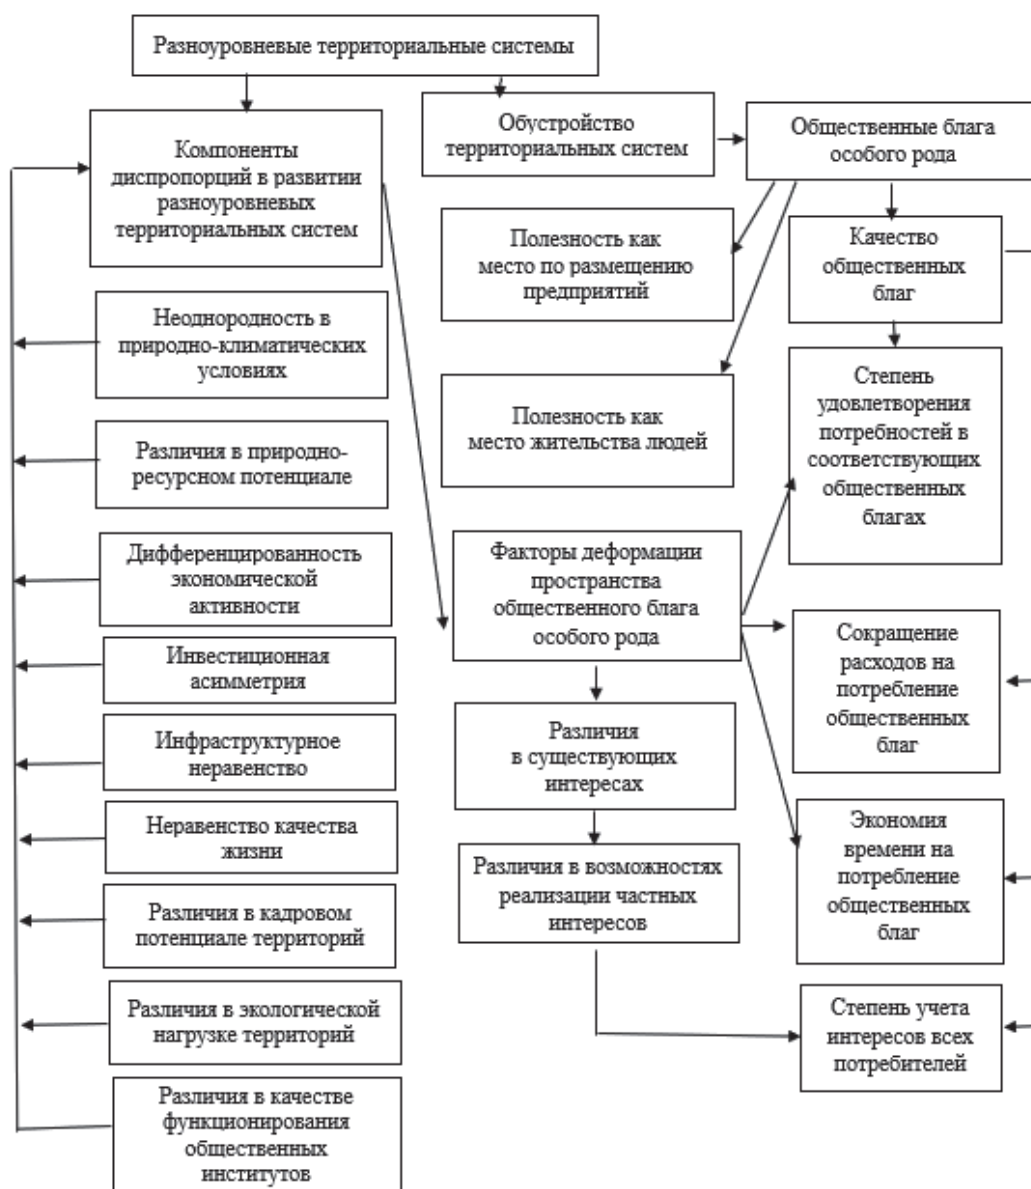 Разноуровневые территориальные системы
Компоненты
диспропорций в развитии
разноуровневых
территориальных систем
Обустройство
территориальных систем
Общественные блага
особого рода
Полезность как
место по размещению
предприятий
Качество
общественных
благ
Неоднородность в
природно-климатических
условиях
Полезность как
место жительства людей
Степень
удовлетворения
потребностей в
соответствующих
общественных
благах
Различия в природно-
ресурсном потенциале
Дифференцированность
экономической
активности
Факторы деформации
пространства
общественного блага
особого рода
Сокращение
расходов на
потребление
общественных
благ
Инвестиционная
асимметрия
Инфраструктурное
неравенство
Различия
в существующих
интересах
Неравенство качества
жизни
Различия в возможностях
реализации частных
интересов
Экономия
времени на
потребление
общественных
благ
Различия в кадровом
потенциале территорий
Различия в экологической
нагрузке территорий
Степень учета
интересов всех
потребителей
Различия в качестве
функционирования
общественных
институтов